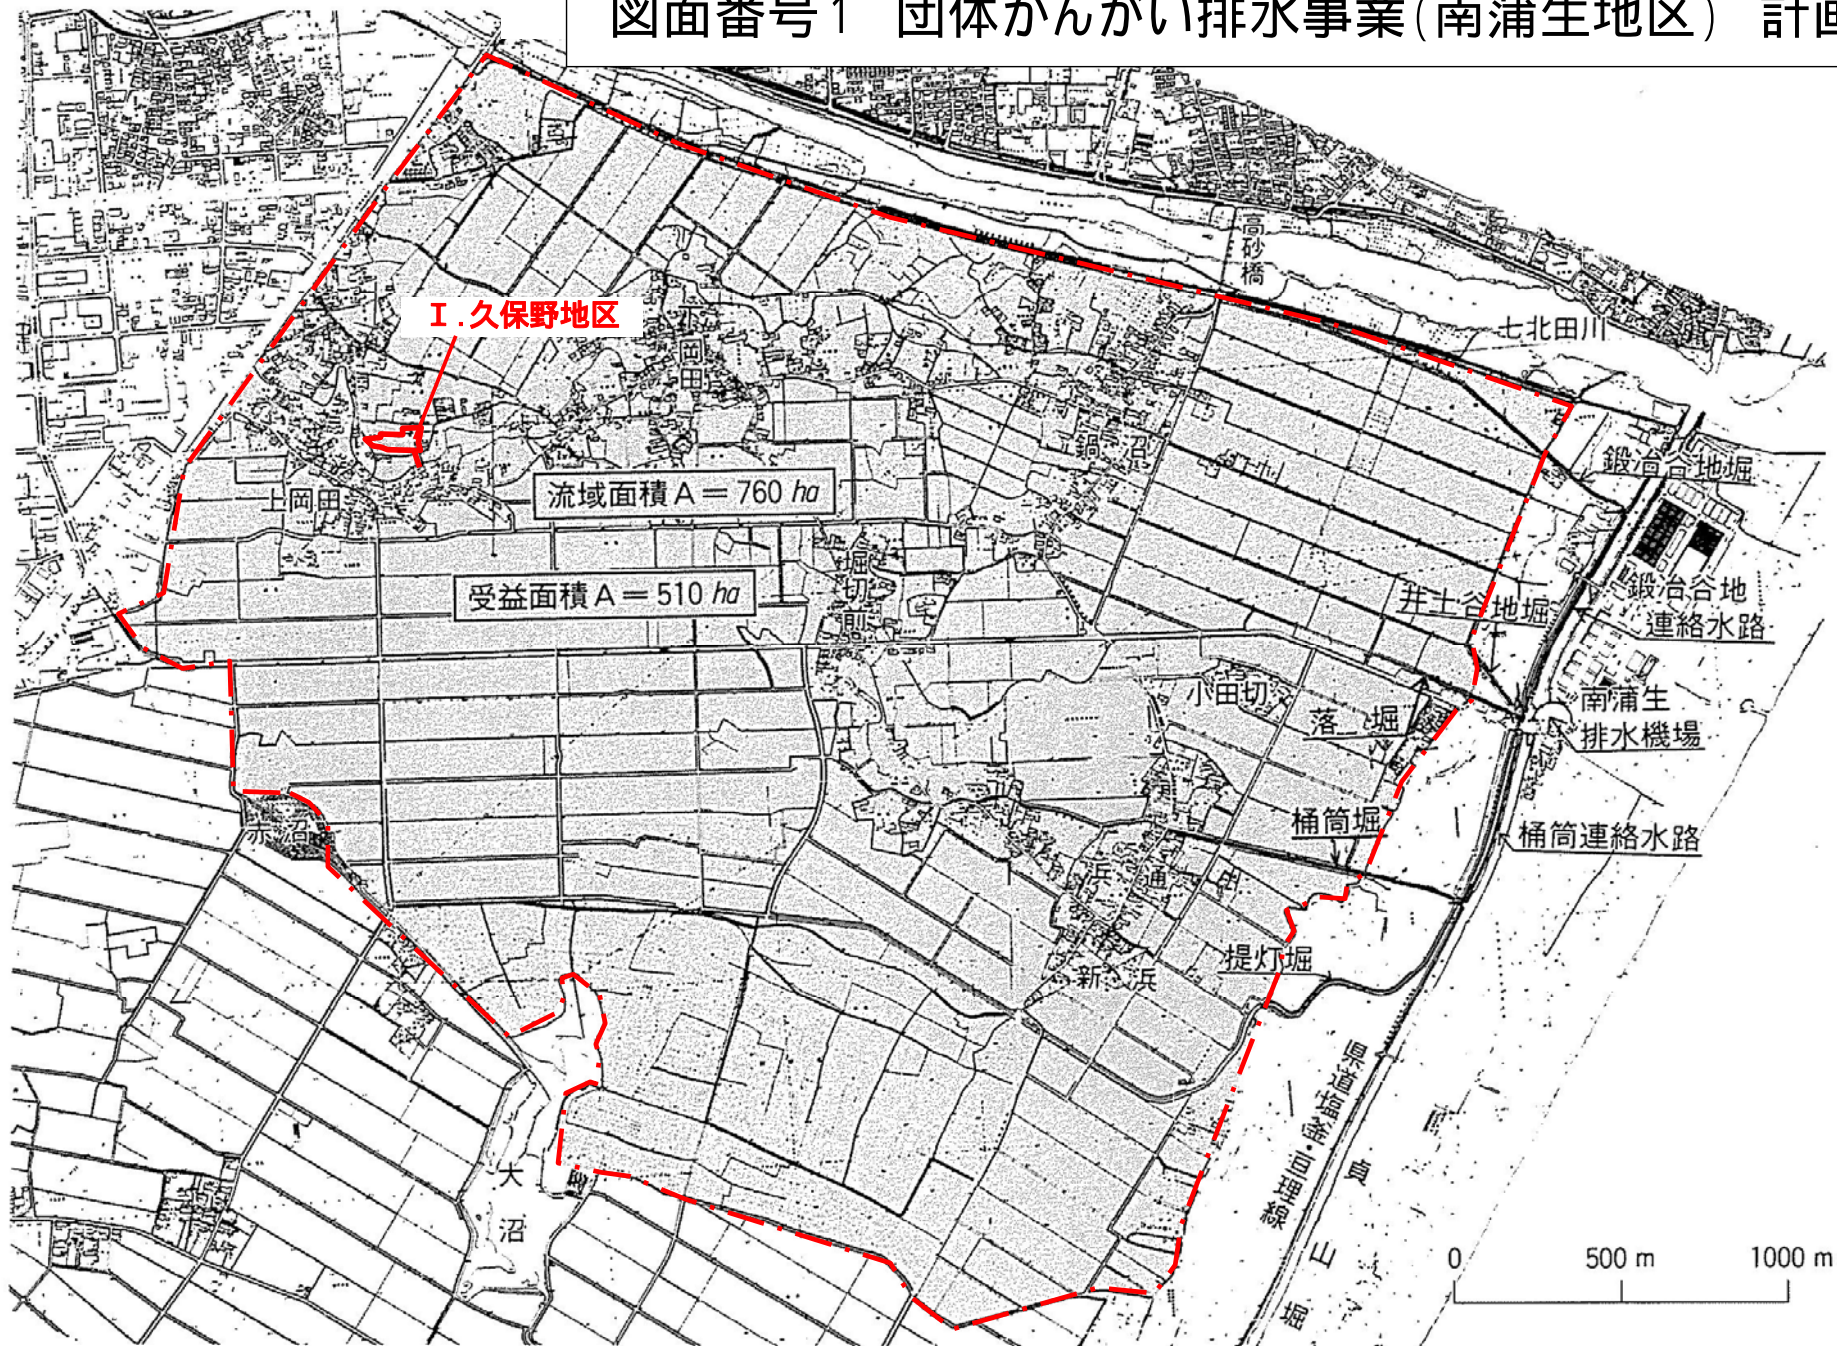 図面番号1 団体かんがい排水事業(南蒲生地区) 計画
高砂橋
七北田川
I.久保野地区
岡田
鍋沼
鍛冶谷地堀
上岡田
流域面積A=760 ha
堀切前
受益面積A=510 ha
井土谷地堀
鍛冶谷地
連絡水路
小田切
落堀
南蒲生
排水機場
赤沼
桶筒堀
桶筒連絡水路
浜通
新浜
提灯堀
県道塩釜・亘理線
大沼
貞山堀
0 500 m 1000 m